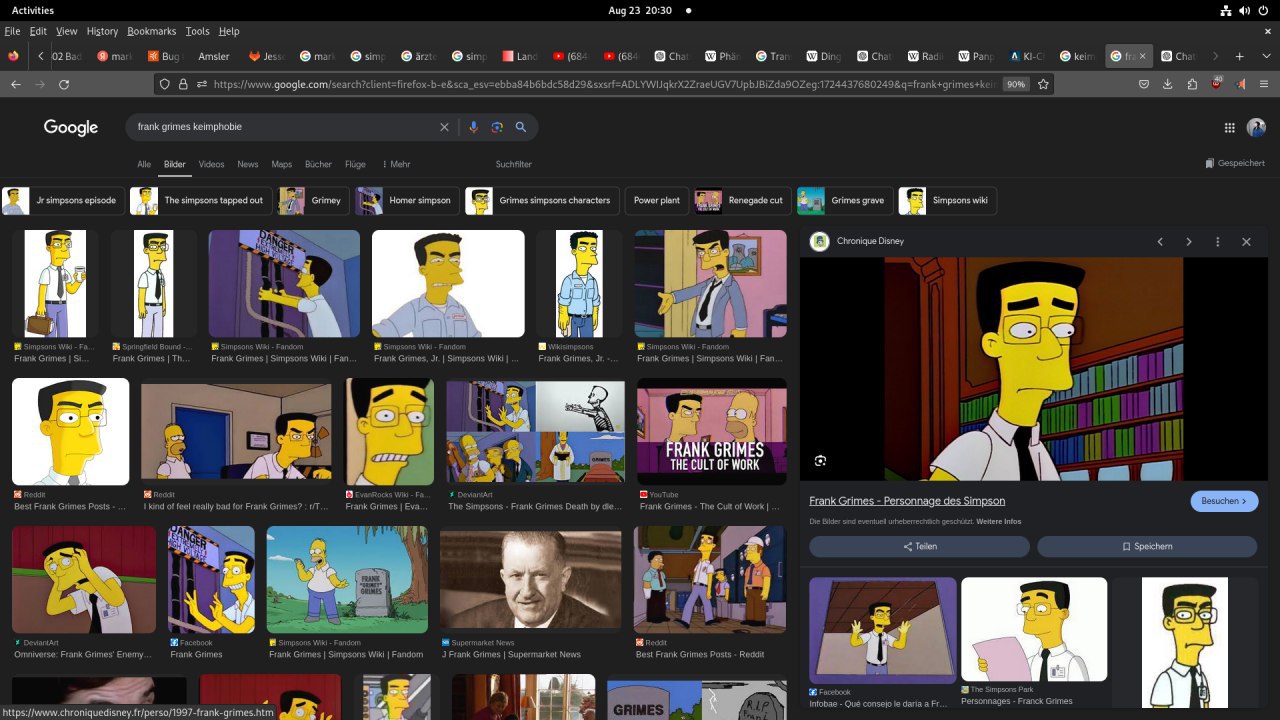 Activities
Aug 23 20:30
File Edit View History Bookmarks Tools Help
02 Bad mark Bug Amsler Jesse mark simp ärzte simp Land (684 (684 Chat Phän Tran Ding Chat Radi Panp KI-C keim fra Chat
https://www.google.com/search?client=firefox-b-e&sca_esv=ebba84b6bdc58d29&sxsrf=ADLYWIJqkrX2ZraeUGV7UpbJBiZda9OZeg:1724437680249&q=frank+grimes+kei
90%
40
Google
frank grimes keimphobie
Alle Bilder Videos News Maps Bücher Flüge Mehr Suchfilter
Gespeichert
Jr simpsons episode The simpsons tapped out Grimey Homer simpson Grimes simpsons characters Power plant Renegade cut Grimes grave Simpsons wiki
DANGER
Simpsons Wiki - Fa...
Frank Grimes | Si...
Springfield Bound -...
Frank Grimes | Th...
Simpsons Wiki - Fandom
Frank Grimes | Simpsons Wiki | Fan...
Simpsons Wiki - Fandom
Frank Grimes, Jr. | Simpsons Wiki | ...
Wikisimpsons
Frank Grimes, Jr. -...
Simpsons Wiki - Fandom
Frank Grimes | Simpsons Wiki | Fan...
FRANK GRIMES
THE CULT OF WORK
GRIMES
Reddit
Best Frank Grimes Posts - ...
Reddit
I kind of feel really bad for Frank Grimes? : r/T...
EvanRocks Wiki - Fa...
Frank Grimes | Eva...
DeviantArt
The Simpsons - Frank Grimes Death by die...
YouTube
Frank Grimes - The Cult of Work | ...
DANGER
FRANK
"GRIMEY"
GRIMES
DeviantArt
Omniverse: Frank Grimes' Enemy...
Facebook
Frank Grimes
Simpsons Wiki - Fandom
Frank Grimes | Simpsons Wiki | Fandom
Supermarket News
J Frank Grimes | Supermarket News
Reddit
Best Frank Grimes Posts - Reddit
GRIMES
R.I.P
Frank
Chronique Disney
Frank Grimes - Personnage des Simpson
Besuchen
Die Bilder sind eventuell urheberrechtlich geschützt. Weitere Infos
Teilen
Speichern
Facebook
Infobae - Qué consejo le daría a Fr...
The Simpsons Park
Personnages - Franck Grimes
https://www.chroniquedisney.fr/perso/1997-frank-grimes.htm